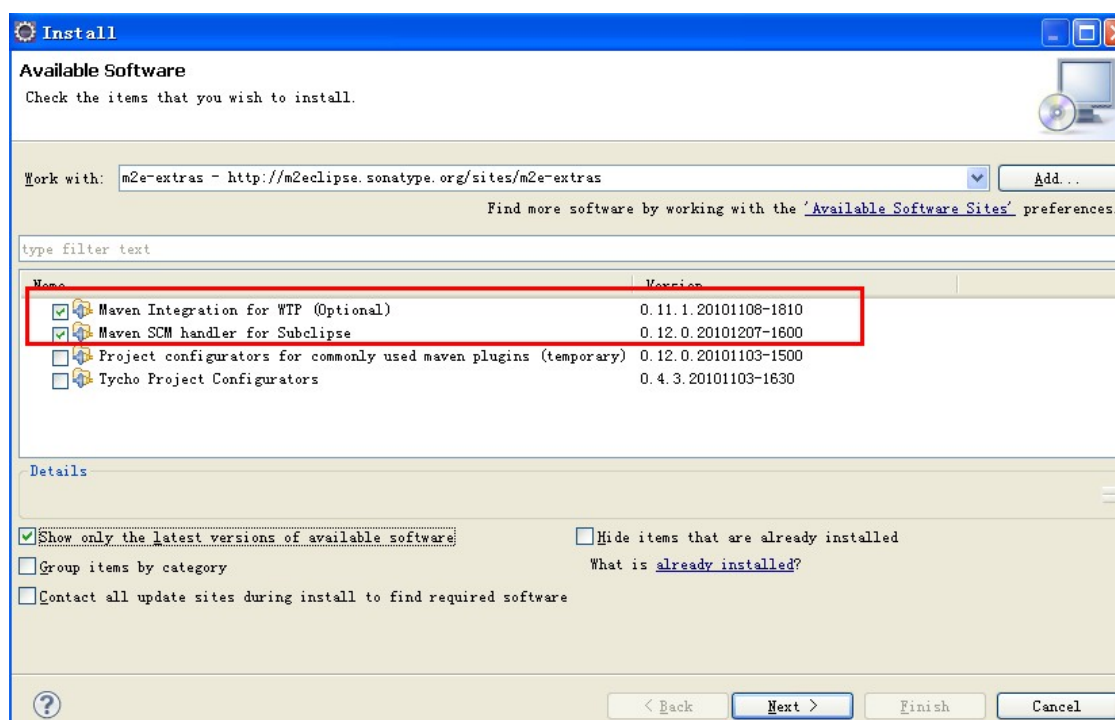 Install
Available Software
Check the items that you wish to install.
Work with: m2e-extras - http://m2eclipse.sonatype.org/sites/m2e-extras Add...
Find more software by working with the 'Available Software Sites' preferences.
type filter text
Name Version
Maven Integration for WTP (Optional) 0.11.1.20101108-1810
Maven SCM handler for Subclipse 0.12.0.20101207-1600
Project configurators for commonly used maven plugins (temporary) 0.12.0.20101103-1500
Tycho Project Configurators 0.4.3.20101103-1630
Details
Show only the latest versions of available software Hide items that are already installed
Group items by category What is already installed?
Contact all update sites during install to find required software
? < Back Next > Finish Cancel